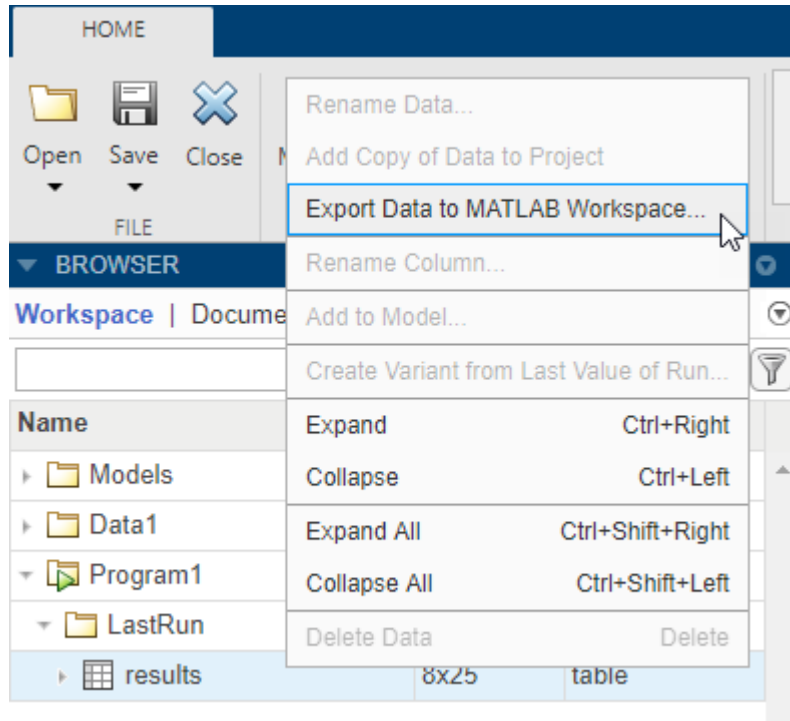 HOME
Open Save Close
FILE
Rename Data...
Add Copy of Data to Project
Export Data to MATLAB Workspace...
Rename Column...
Add to Model...
Create Variant from Last Value of Run...
Expand Ctrl+Right
Collapse Ctrl+Left
Expand All Ctrl+Shift+Right
Collapse All Ctrl+Shift+Left
Delete Data Delete
BROWSER
Workspace | Docume
Name
Models
Data1
Program1
LastRun
results 8x25 table